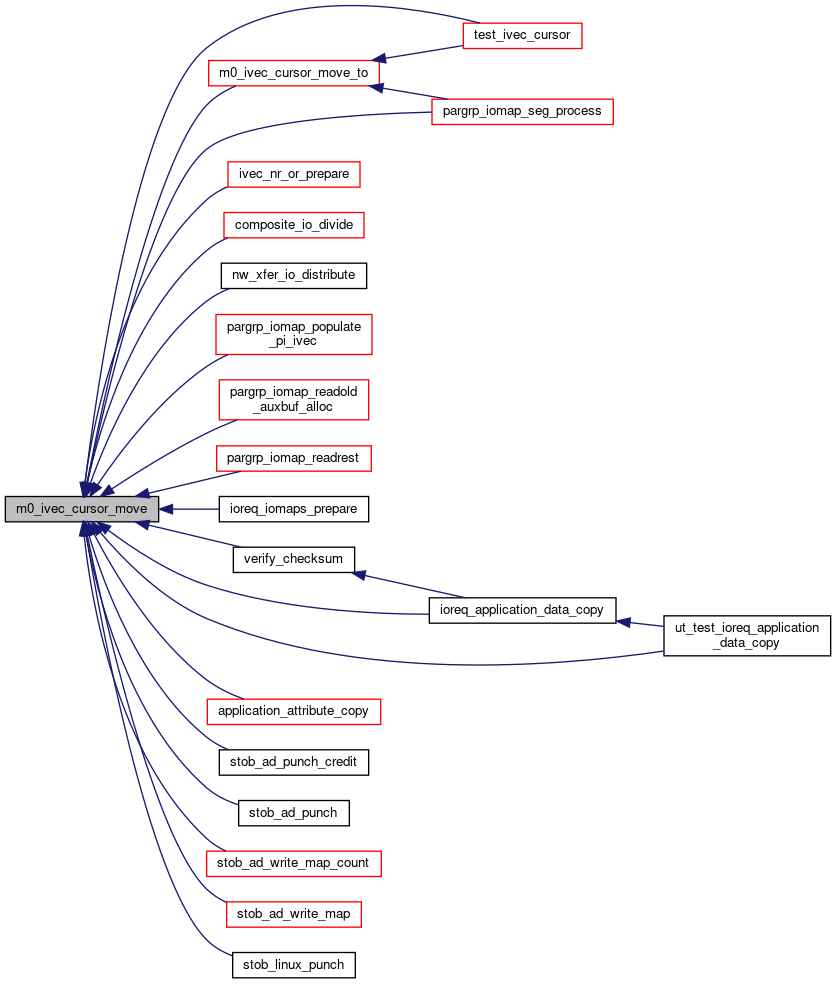 test_ivec_cursor
m0_ivec_cursor_move_to
pargrp_iomap_seg_process
ivec_nr_or_prepare
composite_io_divide
nw_xfer_io_distribute
pargrp_iomap_populate
_pi_ivec
pargrp_iomap_readold
_auxbuf_alloc
pargrp_iomap_readrest
m0_ivec_cursor_move
ioreq_iomaps_prepare
verify_checksum
ioreq_application_data_copy
ut_test_ioreq_application
_data_copy
application_attribute_copy
stob_ad_punch_credit
stob_ad_punch
stob_ad_write_map_count
stob_ad_write_map
stob_linux_punch